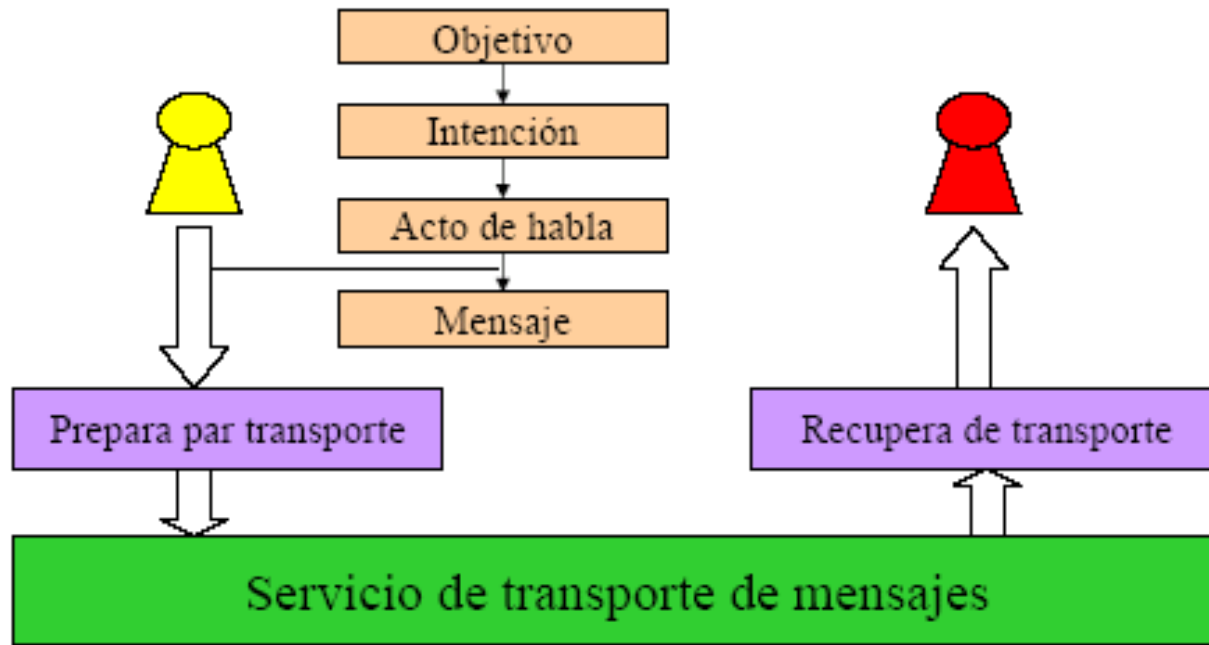 Objetivo
Intención
Acto de habla
Mensaje
Prepara par transporte
Recupera de transporte
Servicio de transporte de mensajes